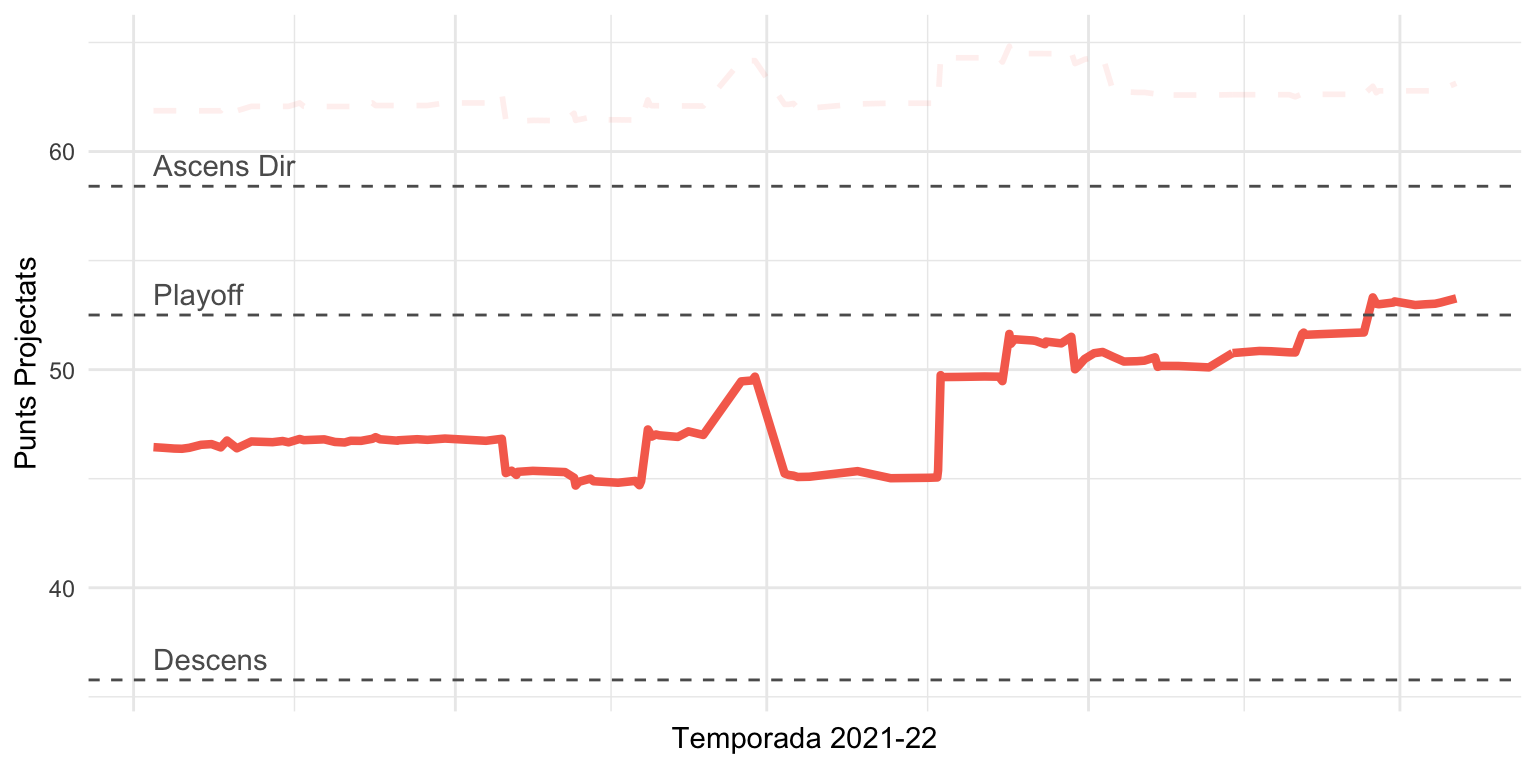 60
Ascens Dir
Playoff
50
40
Descens
Punts Projectats
Temporada 2021-22